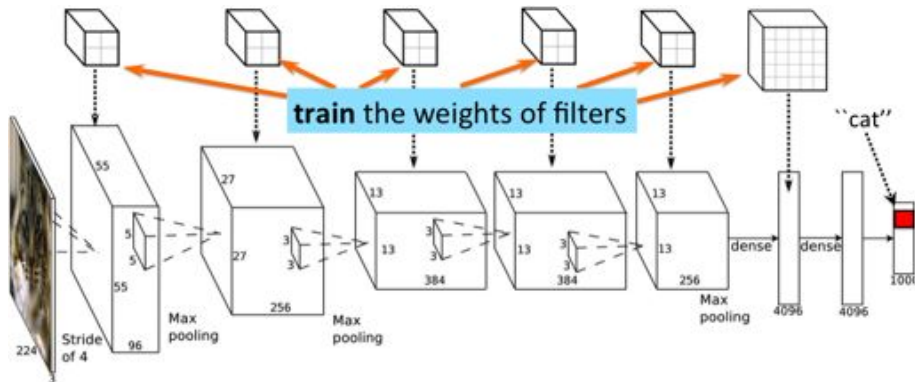 train the weights of filters
``cat''
55
27
13
13
13
5
5
3
3
3
3
3
3
55
27
13
13
13
dense
dense
384
384
256
1000
256
Max
pooling
4096
4096
224
Stride
of 4
96
Max
pooling
Max
pooling
3